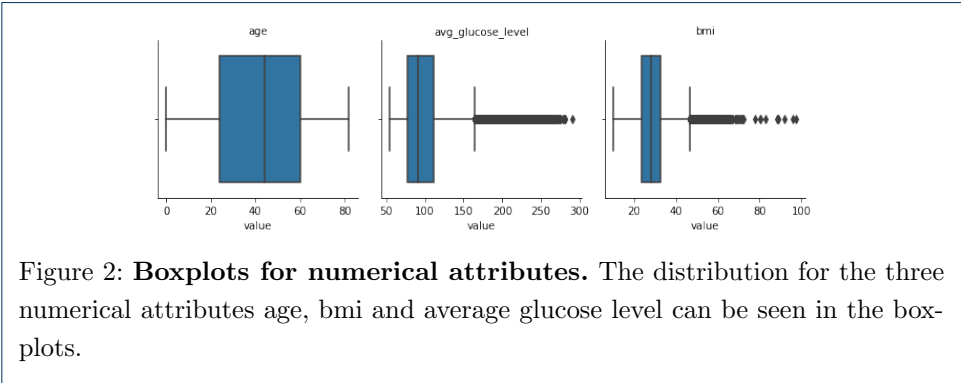 age
avg_glucose_level
bmi
0 20 40 60 80
50 100 150 200 250 300
20 40 60 80 100
value
value
value
Figure 2: Boxplots for numerical attributes. The distribution for the three
numerical attributes age, bmi and average glucose level can be seen in the box-
plots.